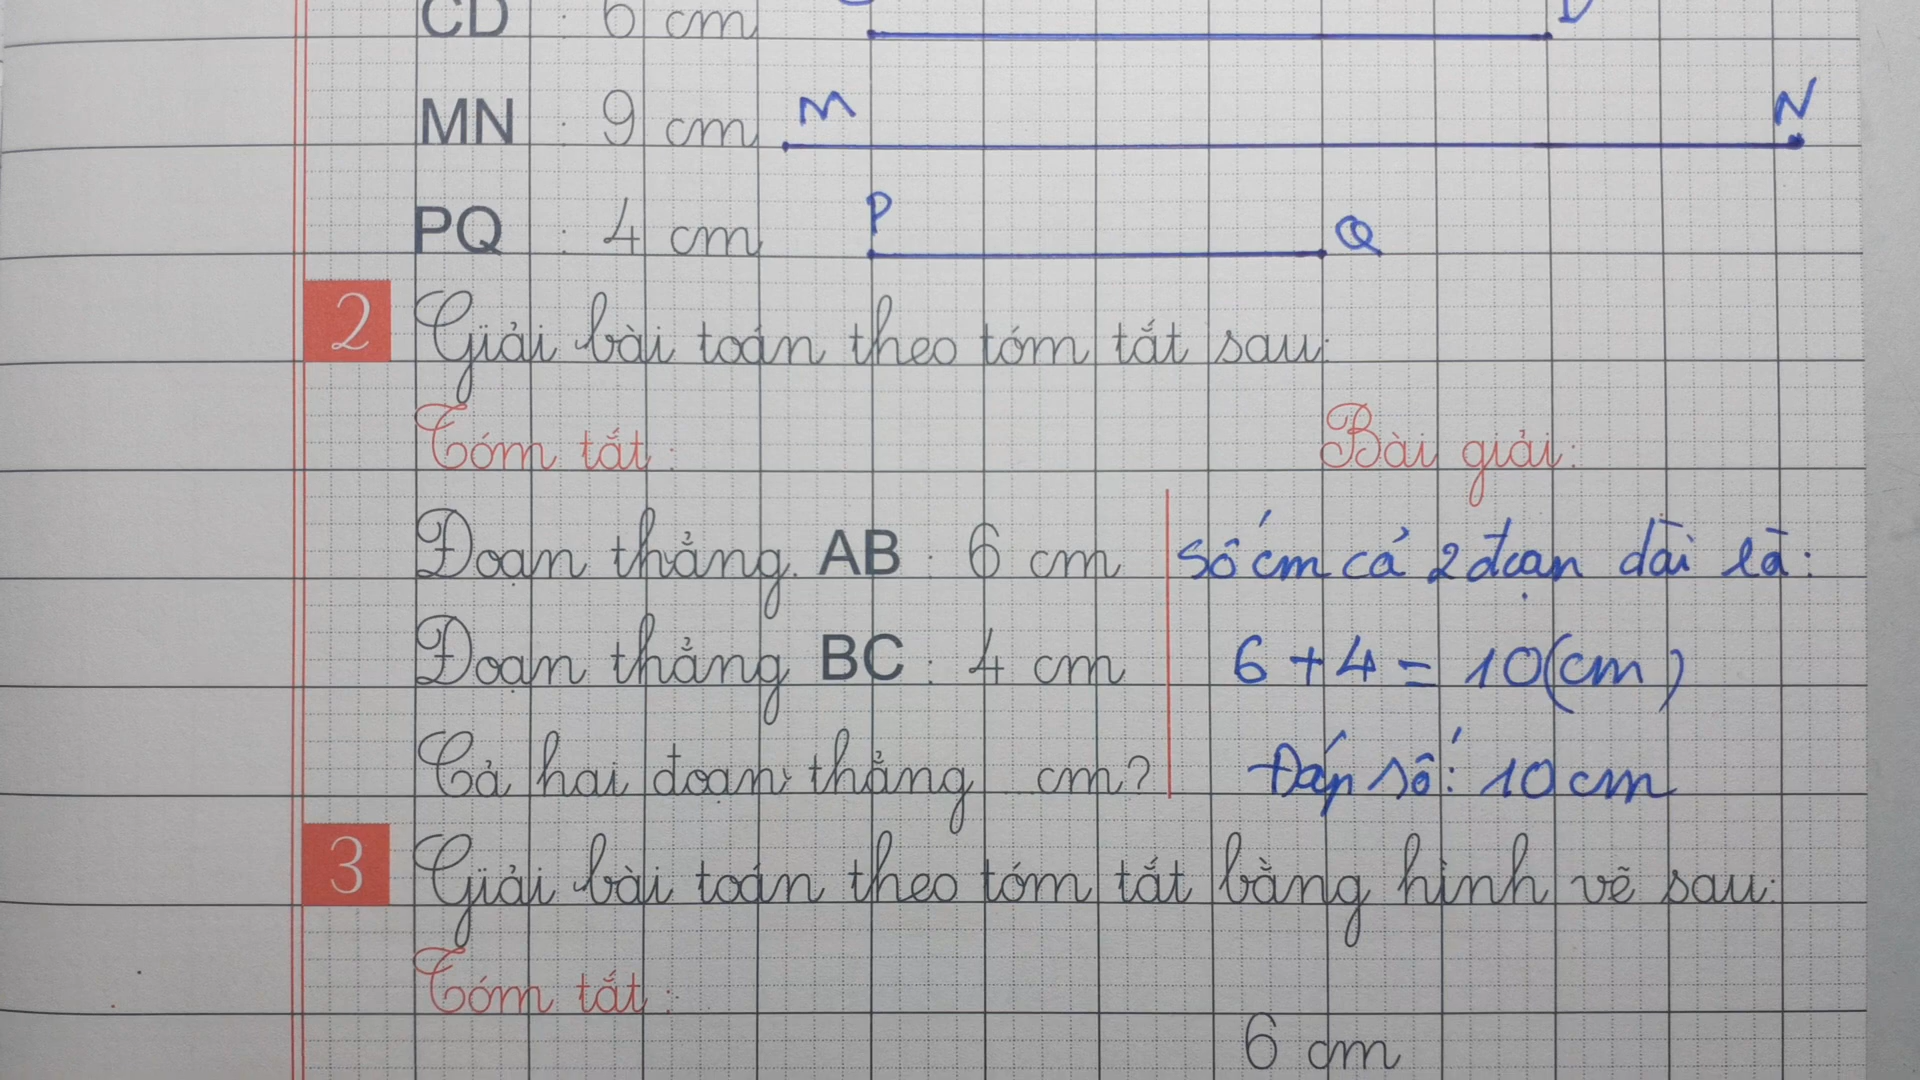 CD : 6 cm
MN : 9 cm M N
PQ : 4 cm P Q
2 Giải bài toán theo tóm tắt sau:
Tóm tắt: Bài giải:
Đoạn thẳng AB : 6 cm Số cm cả 2 đoạn dài là:
Đoạn thẳng BC : 4 cm 6 + 4 = 10 (cm)
Cả hai đoạn thẳng cm? Đáp số: 10 cm
3 Giải bài toán theo tóm tắt bằng hình vẽ sau:
Tóm tắt:
6 cm